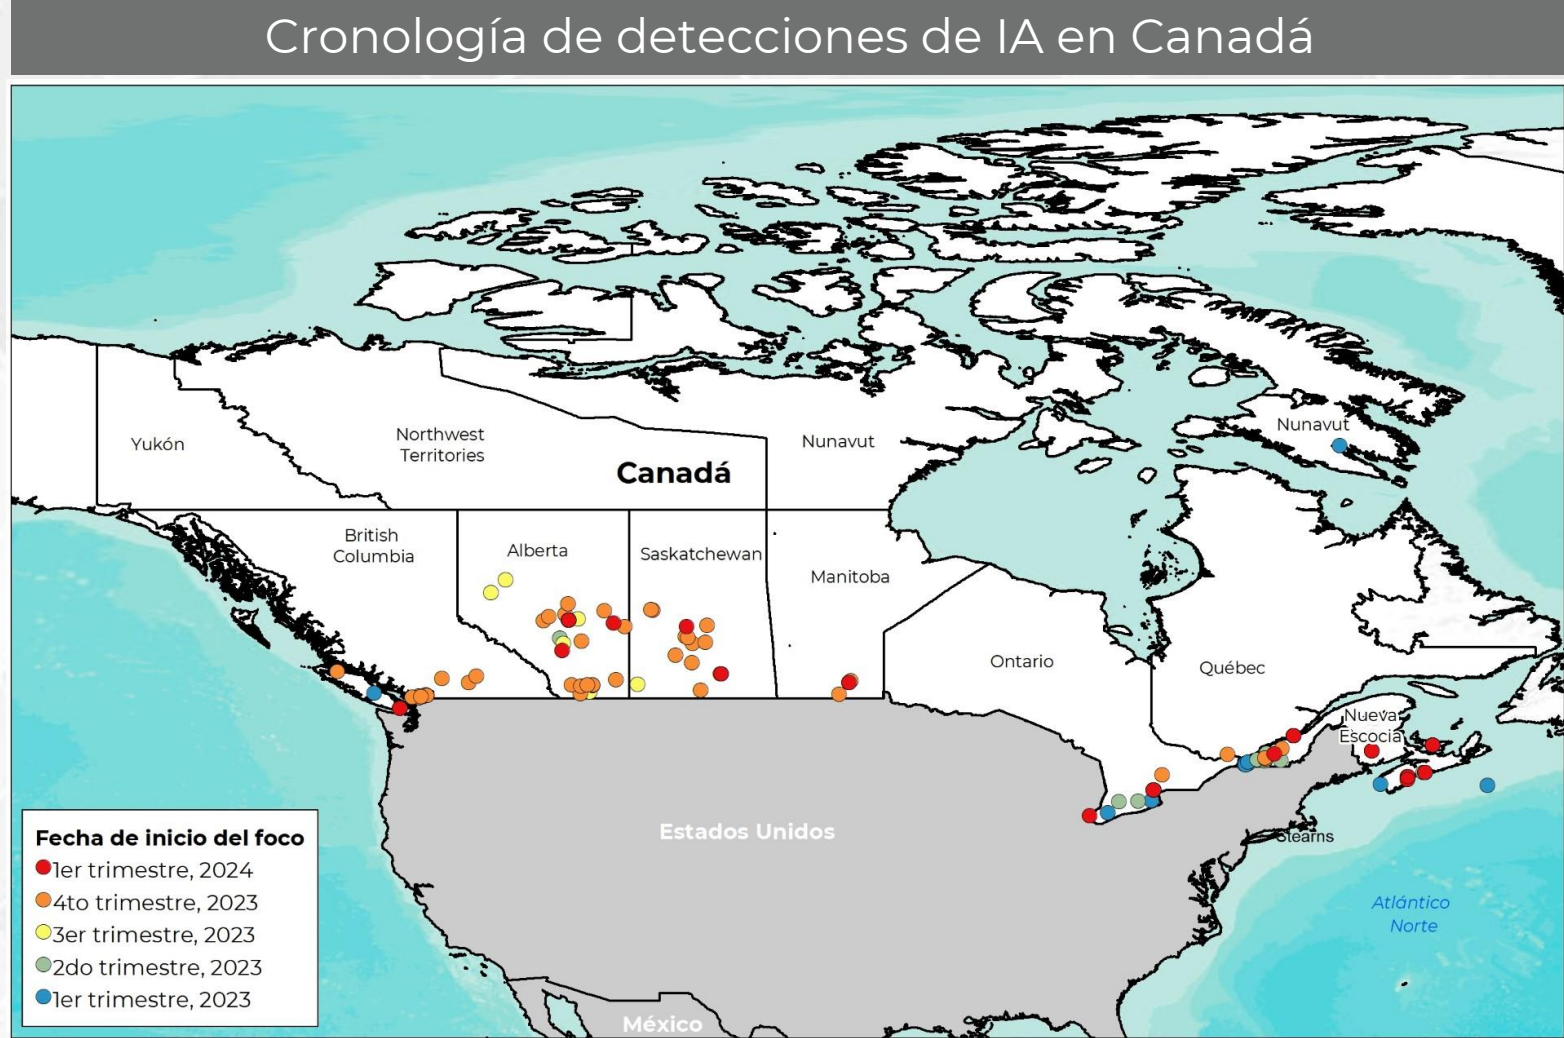 Cronología de detecciones de IA en Canadá
Yukón
Northwest
Territories
Nunavut
Nunavut
Canadá
British
Columbia
Alberta
Saskatchewan
Manitoba
Ontario
Québec
Nueva
Escocia
Estados Unidos
Stearns
Atlántico
Norte
México
Fecha de inicio del foco
1er trimestre, 2024
4to trimestre, 2023
3er trimestre, 2023
2do trimestre, 2023
1er trimestre, 2023